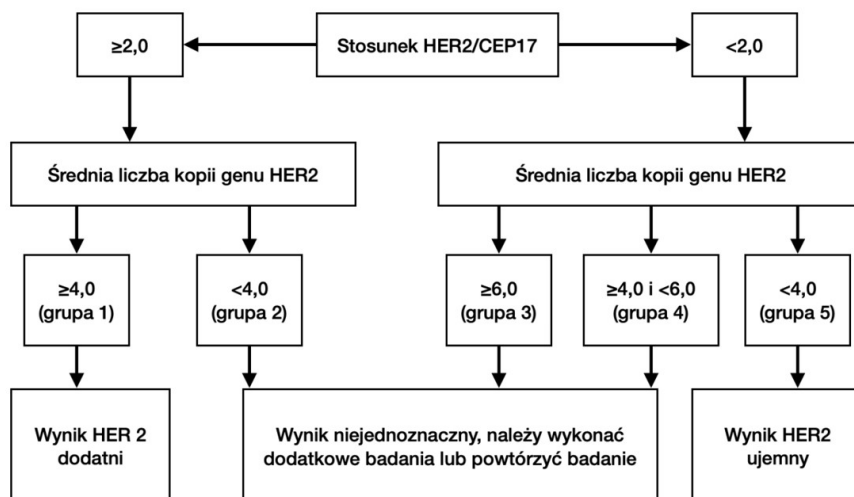 ≥2,0
Stosunek HER2/CEP17
<2,0
Średnia liczba kopii genu HER2
Średnia liczba kopii genu HER2
≥4,0
(grupa 1)
<4,0
(grupa 2)
≥6,0
(grupa 3)
≥4,0 i <6,0
(grupa 4)
<4,0
(grupa 5)
Wynik HER 2
dodatni
Wynik niejednoznaczny, należy wykonać
dodatkowe badania lub powtórzyć badanie
Wynik HER2
ujemny